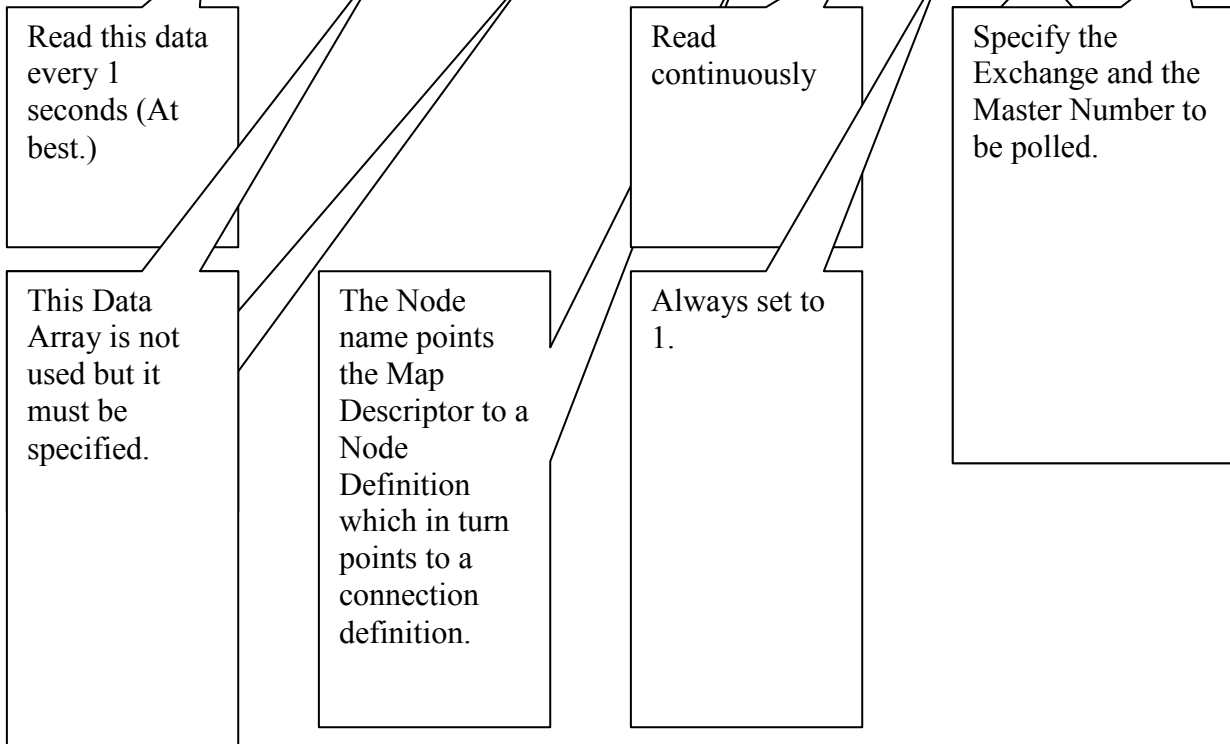 Read this data
every 1
seconds (At
best.)
Read
continuously
Specify the
Exchange and the
Master Number to
be polled.
This Data
Array is not
used but it
must be
specified.
The Node
name points
the Map
Descriptor to a
Node
Definition
which in turn
points to a
connection
definition.
Always set to
1.